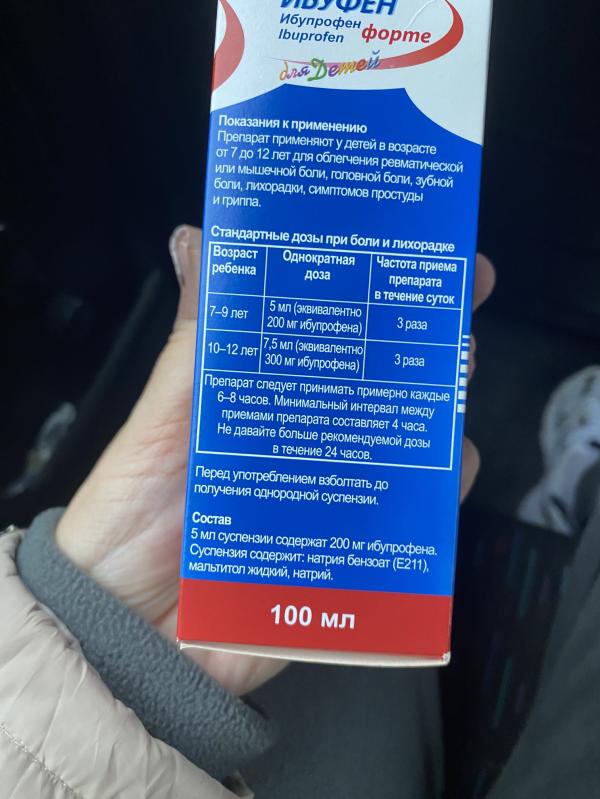 ИБУФЕН
Ибупрофен
Ibuprofen форте
для Детей
Показания к применению
Препарат применяют у детей в возрасте
от 7 до 12 лет для облегчения ревматической
или мышечной боли, головной боли, зубной
боли, лихорадки, симптомов простуды
и гриппа.
Стандартные дозы при боли и лихорадке
Возраст ребенка Однократная доза Частота приема препарата в течение суток
7–9 лет 5 мл (эквивалентно 200 мг ибупрофена) 3 раза
10–12 лет 7,5 мл (эквивалентно 300 мг ибупрофена) 3 раза
Препарат следует принимать примерно каждые
6–8 часов. Минимальный интервал между
приемами препарата составляет 4 часа.
Не давайте больше рекомендуемой дозы
в течение 24 часов.
Перед употреблением взболтать до
получения однородной суспензии.
Состав
5 мл суспензии содержат 200 мг ибупрофена.
Суспензия содержит: натрия бензоат (Е211),
мальтитол жидкий, натрий.
100 мл